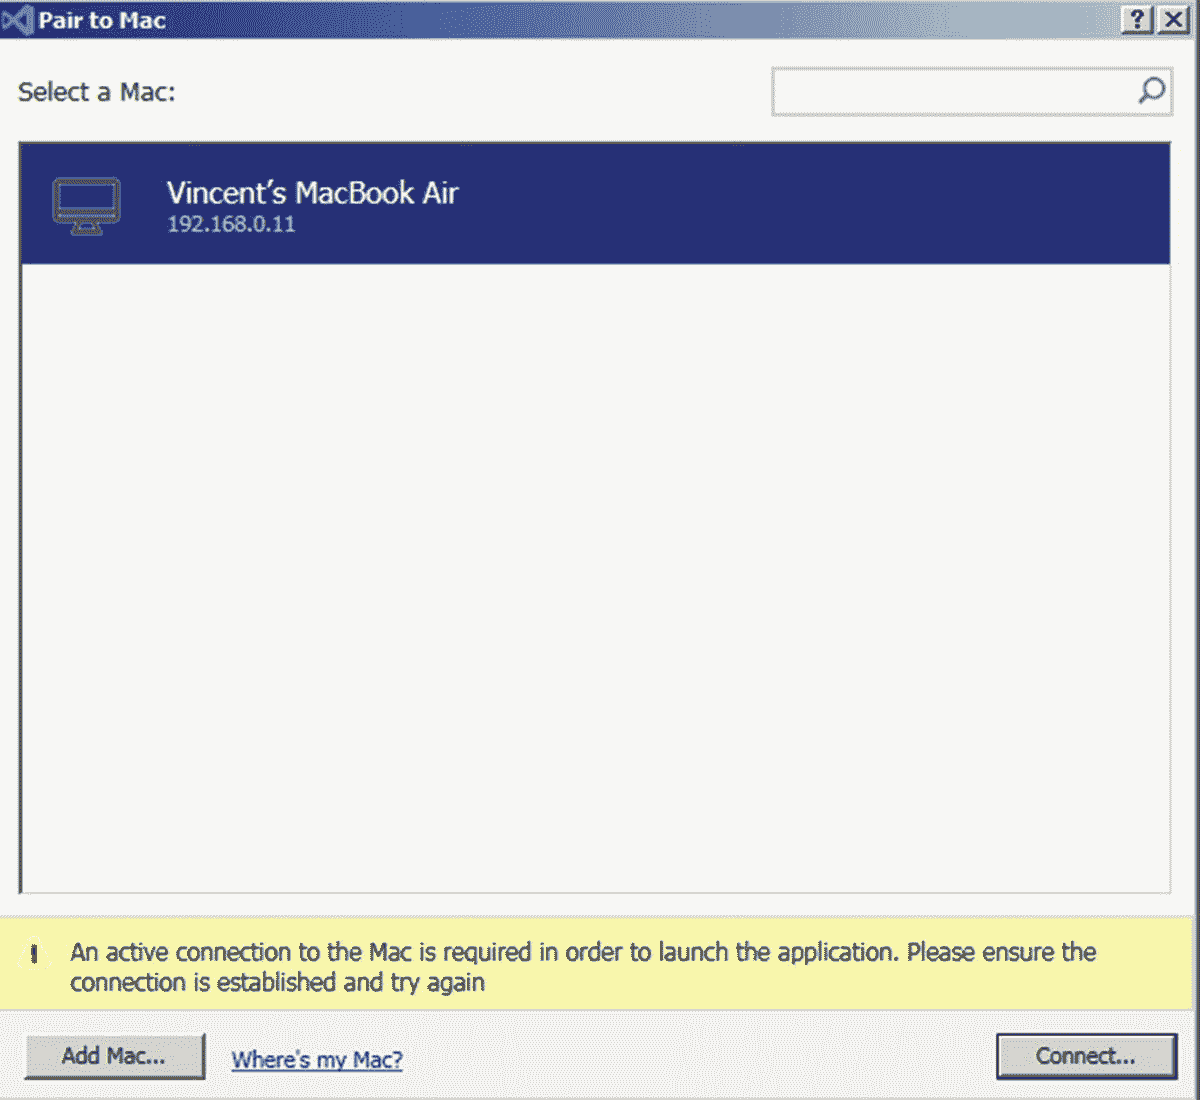 Pair to Mac
Select a Mac:
Vincent's MacBook Air
192.168.0.11
An active connection to the Mac is required in order to launch the application. Please ensure the
connection is established and try again
Add Mac...
Where's my Mac?
Connect...